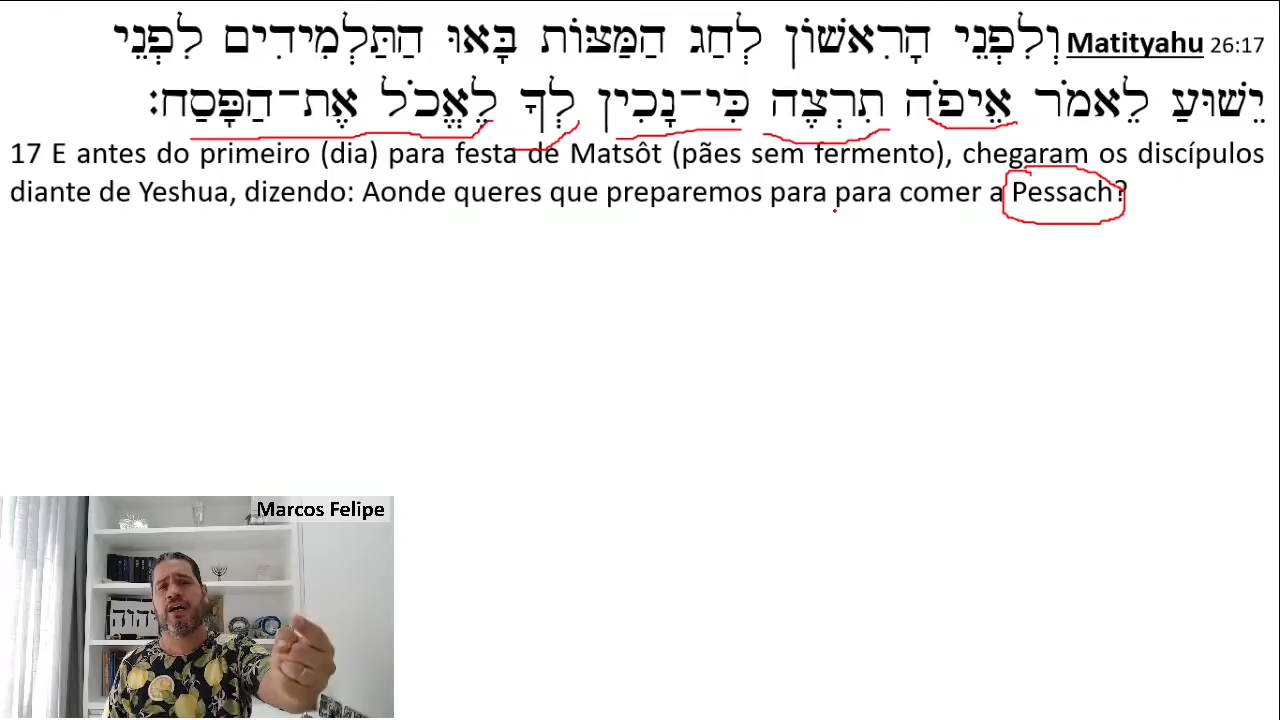 Matityahu 26:17 וְלִפְנֵי הָרִאשׁוֹן לְחַג הַמַּצּוֹת בָּאוּ הַתַּלְמִידִים לִפְנֵי
יֵשׁוּעַ לֵאמֹר אֵיפֹה תִרְצֶה כִּי־נָכִין לְךָ לֶאֱכֹל אֶת־הַפָּסַח׃
17 E antes do primeiro (dia) para festa de Matsôt (pães sem fermento), chegaram os discípulos
diante de Yeshua, dizendo: Aonde queres que preparemos para para comer a Pessach?
Marcos Felipe
יהוה